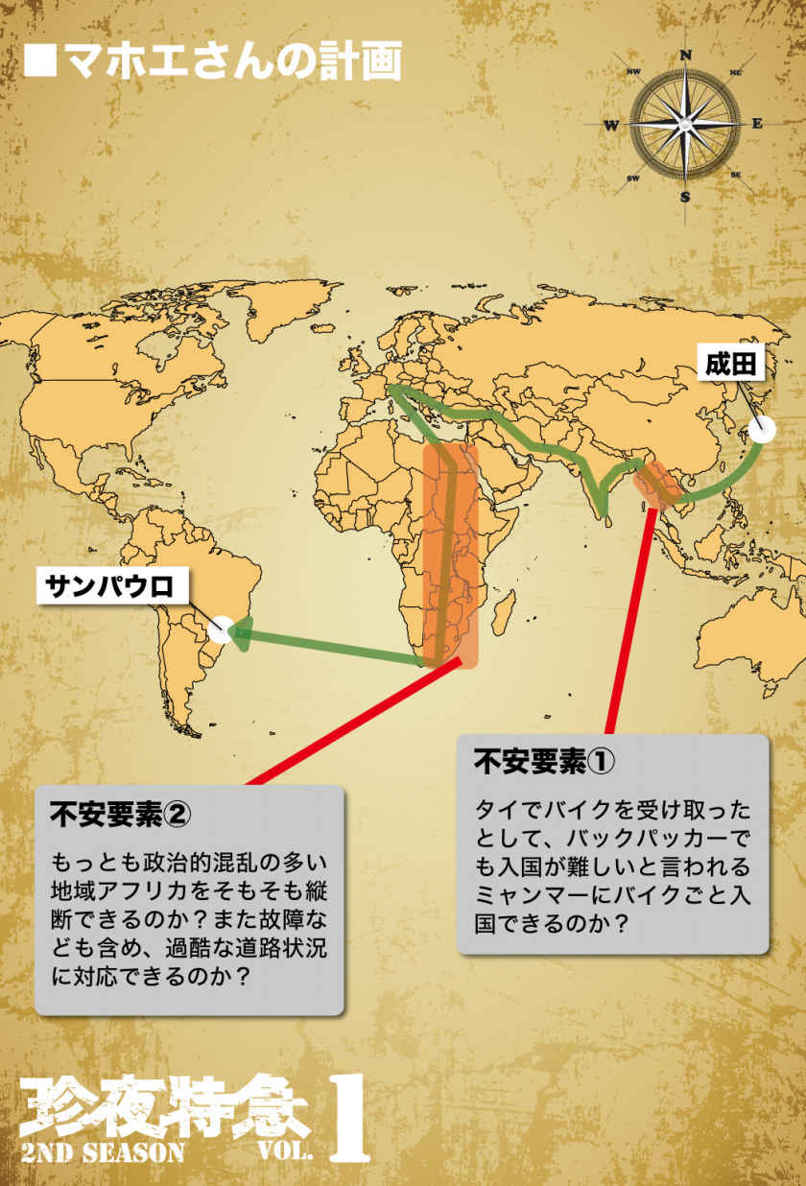 ■マホエさんの計画
N
NW
NE
W
E
SW
SE
S
成田
サンパウロ
不安要素①
タイでバイクを受け取った
として、バックパッカーで
も入国が難しいと言われる
ミャンマーにバイクごと入
国できるのか？
不安要素②
もっとも政治的混乱の多い
地域アフリカをそもそも縦
断できるのか？また故障な
ども含め、過酷な道路状況
に対応できるのか？
珍夜特急
2ND SEASON VOL. 1